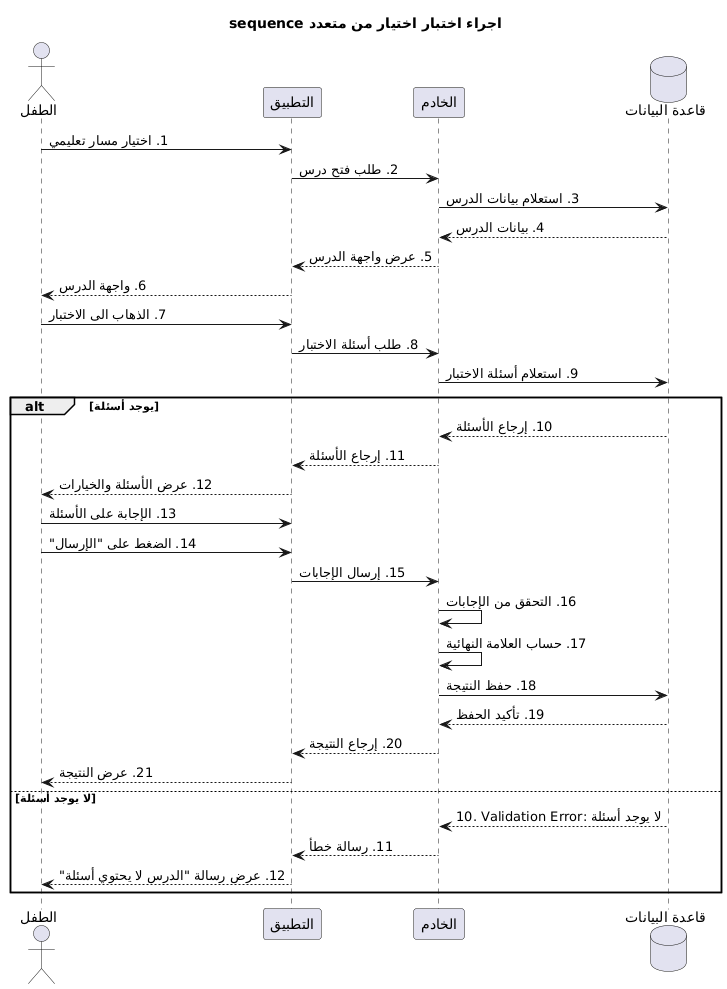 اجراء اختبار اختيار من متعدد sequence
الطفل
التطبيق
الخادم
قاعدة البيانات
1. اختيار مسار تعليمي
2. طلب فتح درس
3. استعلام بيانات الدرس
4. بيانات الدرس
5. عرض واجهة الدرس
6. واجهة الدرس
7. الذهاب الى الاختبار
8. طلب أسئلة الاختبار
9. استعلام أسئلة الاختبار
alt [يوجد أسئلة]
10. إرجاع الأسئلة
11. إرجاع الأسئلة
12. عرض الأسئلة والخيارات
13. الإجابة على الأسئلة
14. الضغط على "الإرسال"
15. إرسال الإجابات
16. التحقق من الإجابات
17. حساب العلامة النهائية
18. حفظ النتيجة
19. تأكيد الحفظ
20. إرجاع النتيجة
21. عرض النتيجة
[لا يوجد أسئلة]
10. Validation Error: لا يوجد أسئلة
11. رسالة خطأ
12. عرض رسالة "الدرس لا يحتوي أسئلة"
الطفل
التطبيق
الخادم
قاعدة البيانات